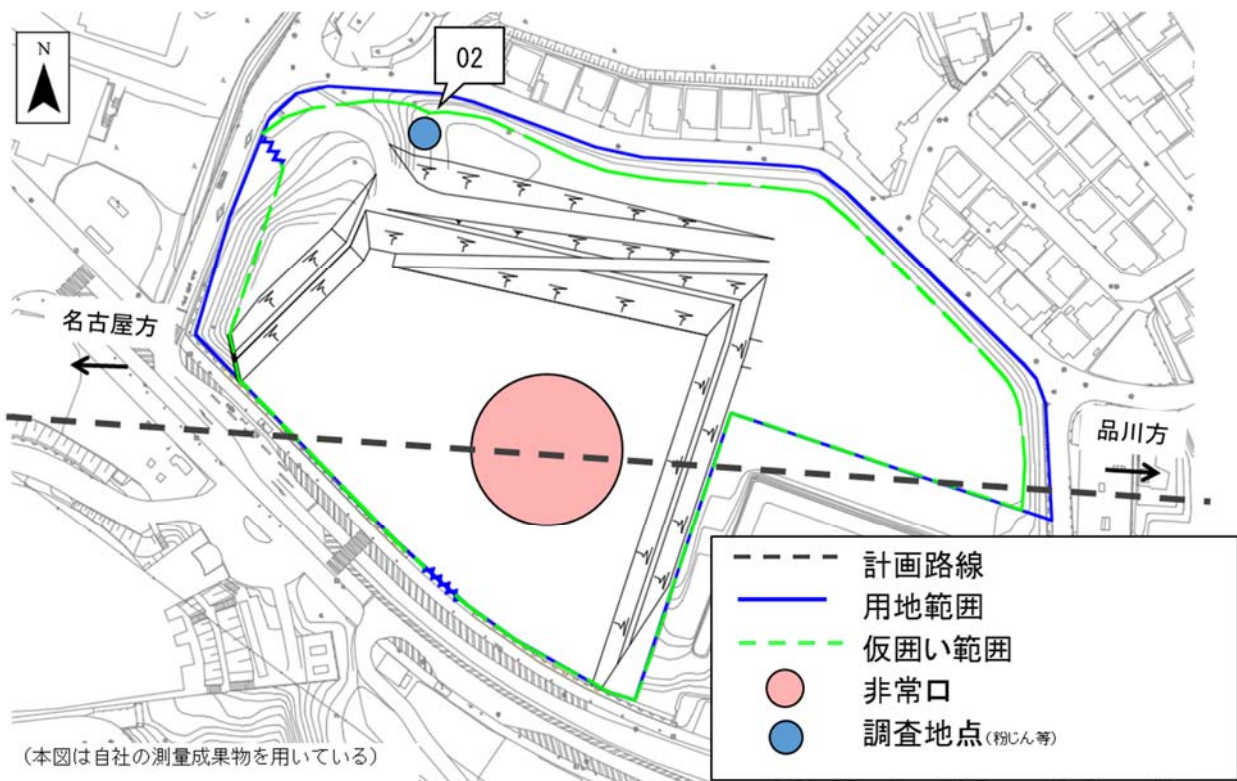 N
02
名古屋方
品川方
計画路線
用地範囲
仮囲い範囲
非常口
調査地点(粉じん等)
(本図は自社の測量成果物を用いている)